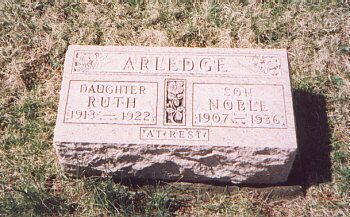 ARLEDGE
DAUGHTER
RUTH
1913 — 1922
SON
NOBLE
1907 — 1936
AT REST